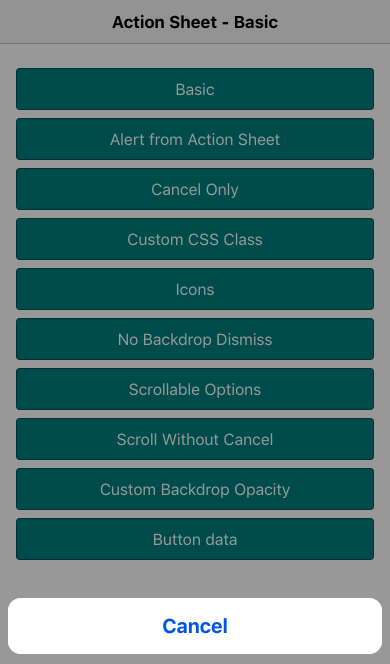 Action Sheet - Basic
Basic
Alert from Action Sheet
Cancel Only
Custom CSS Class
Icons
No Backdrop Dismiss
Scrollable Options
Scroll Without Cancel
Custom Backdrop Opacity
Button data
Cancel